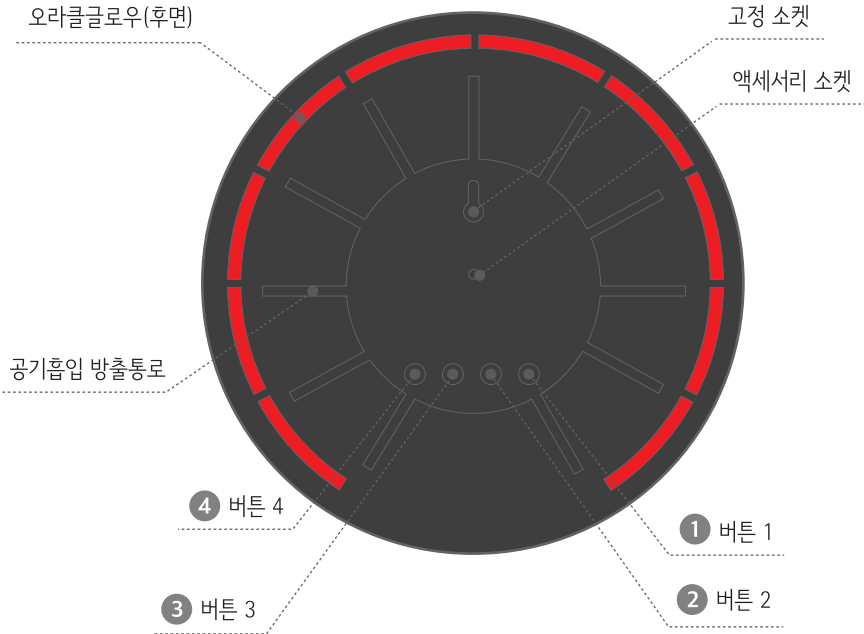 오라클글로우(후면)
고정 소켓
액세서리 소켓
공기흡입 방출통로
4 버튼 4
1 버튼 1
3 버튼 3
2 버튼 2